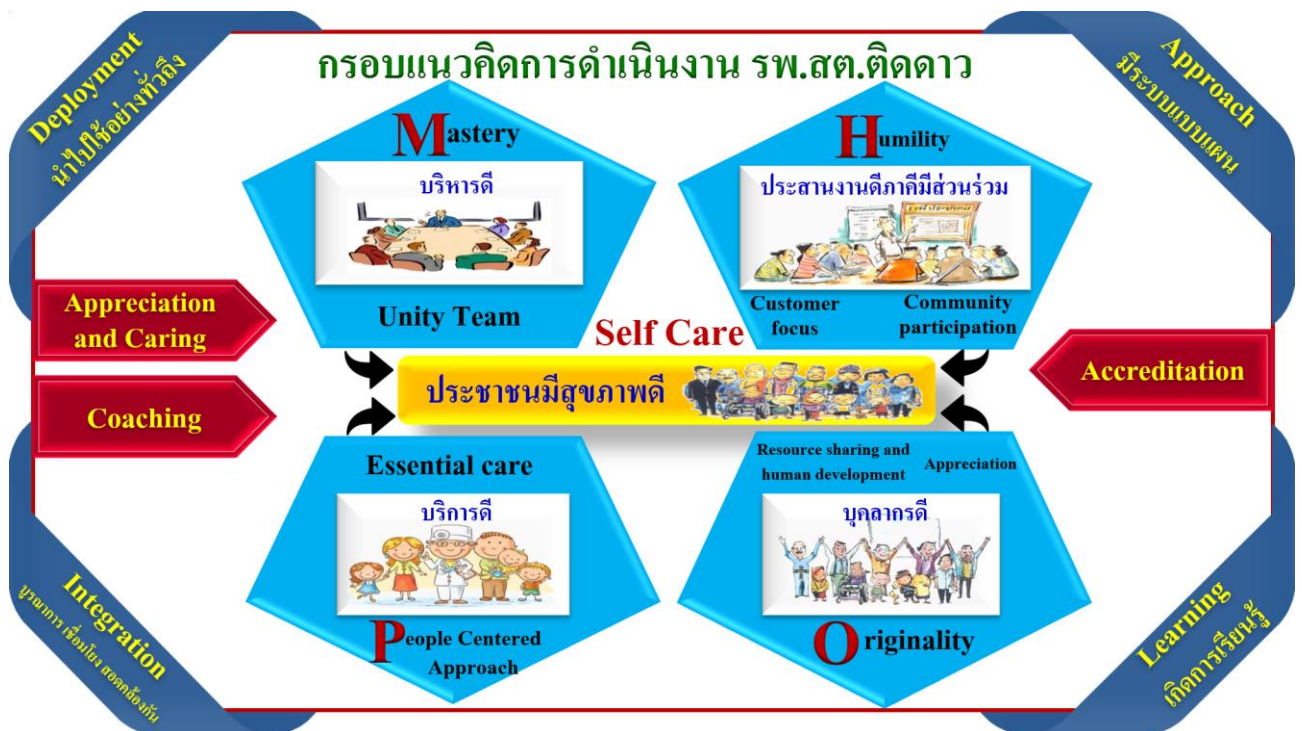 กรอบแนวคิดการดำเนินงาน รพ.สต.ติดดาว
Deployment
นำไปใช้อย่างทั่วถึง
Approach
มีระบบแบบแผน
Mastery
บริหารดี
Unity Team
Humility
ประสานงานดีภาคีมีส่วนร่วม
Customer
focus
Community
participation
Appreciation
and Caring
Coaching
Self Care
ประชาชนมีสุขภาพดี
Accreditation
Essential care
บริการดี
People Centered
Approach
Resource sharing and
human development
Appreciation
บุคลากรดี
Originality
Integration
บูรณาการ เชื่อมโยง สอดคล้องกัน
Learning
เกิดการเรียนรู้